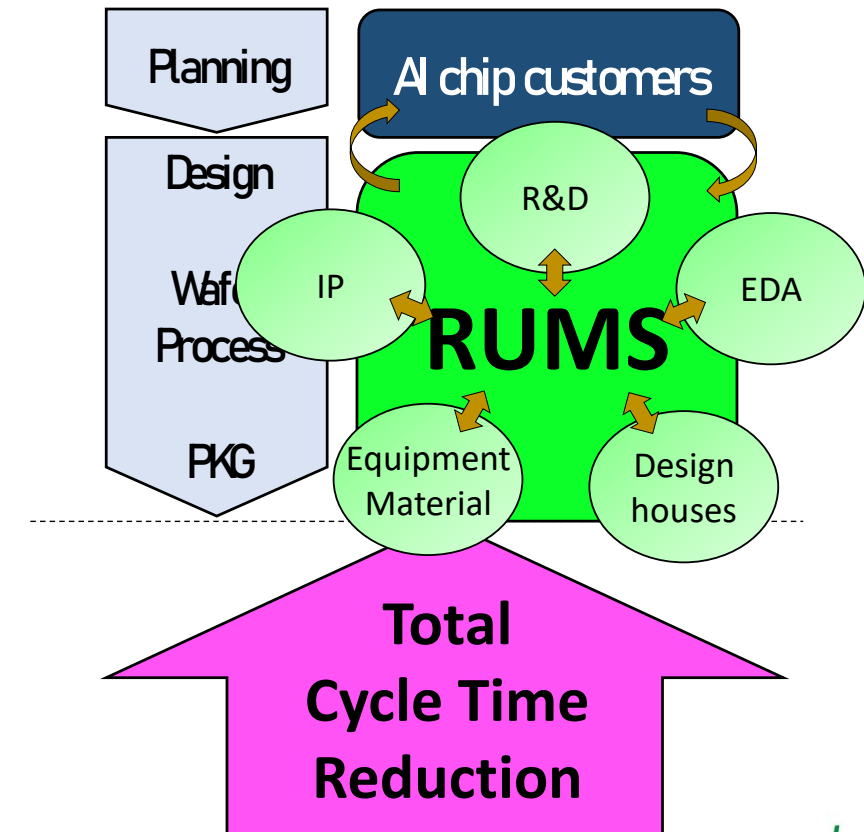 Planning
AI chip customers
Design
R&D
IP
EDA
Process
RUMS
PKG
Equipment
Material
Design
houses
Total
Cycle Time
Reduction